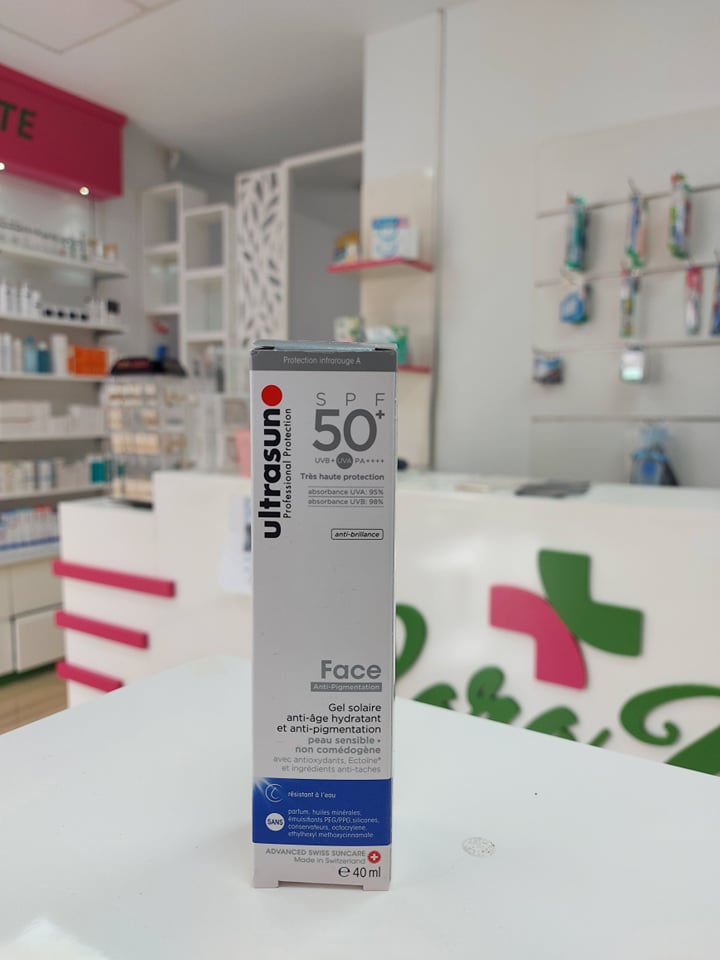 TE
Protection infrarouge A
ultrasun
Professional Protection
SPF
50+
UVB+ UVA PA++++
Très haute protection
absorbance UVA: 95%
absorbance UVB: 98%
anti-brillance
Face
Anti-Pigmentation
Gel solaire
anti-âge hydratant
et anti-pigmentation
peau sensible •
non comédogène
avec antioxydants, Ectoïne®
et ingrédients anti-taches
résistant à l'eau
SANS
parfum, huiles minérales,
émulsifiants PEG/PPG, silicones,
conservateurs, octocrylene,
ethylhexyl methoxycinnamate
ADVANCED SWISS SUNCARE
Made in Switzerland
℮ 40 ml